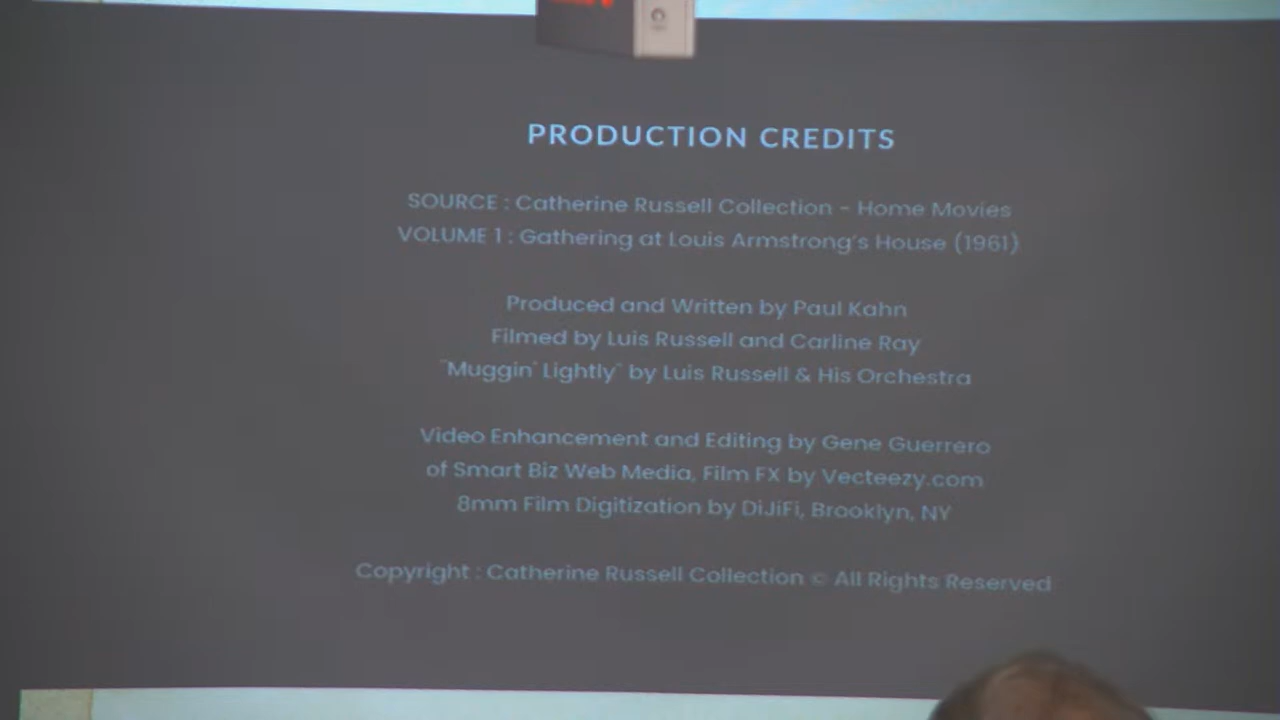 PRODUCTION CREDITS
SOURCE : Catherine Russell Collection - Home Movies
VOLUME 1 : Gathering at Louis Armstrong's House (1961)
Produced and Written by Paul Kahn
Filmed by Luis Russell and Carline Ray
"Muggin' Lightly" by Luis Russell & His Orchestra
Video Enhancement and Editing by Gene Guerrero
of Smart Biz Web Media, Film FX by Vecteezy.com
8mm Film Digitization by DiJiFi, Brooklyn, NY
Copyright : Catherine Russell Collection © All Rights Reserved